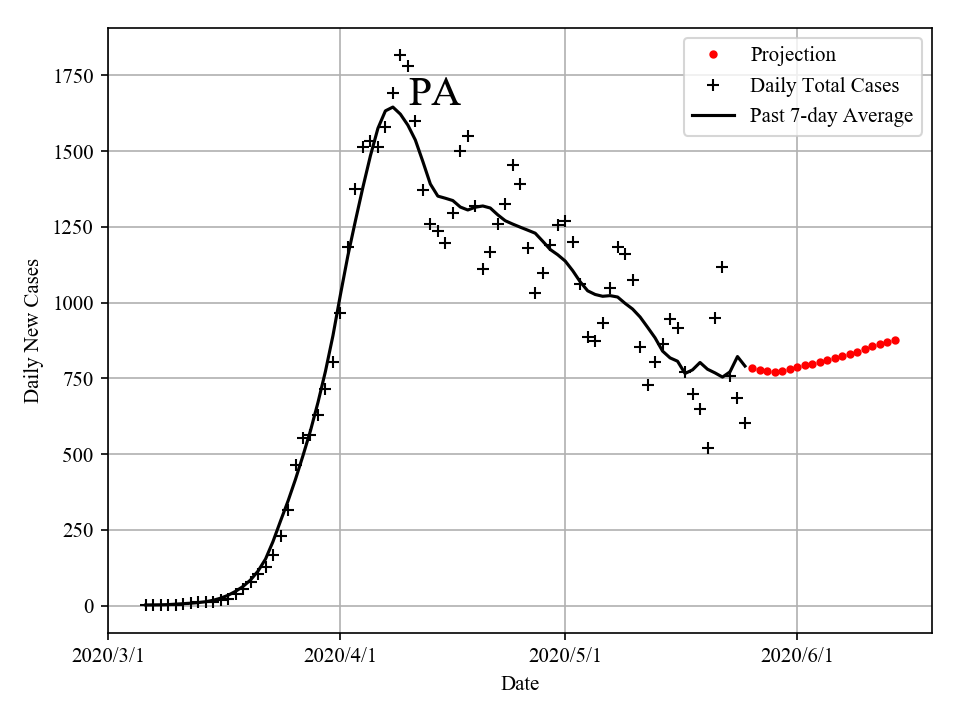 PA
Projection
Daily Total Cases
Past 7-day Average
1750
1500
1250
1000
750
500
250
0
Daily New Cases
2020/3/1 2020/4/1 2020/5/1 2020/6/1
Date